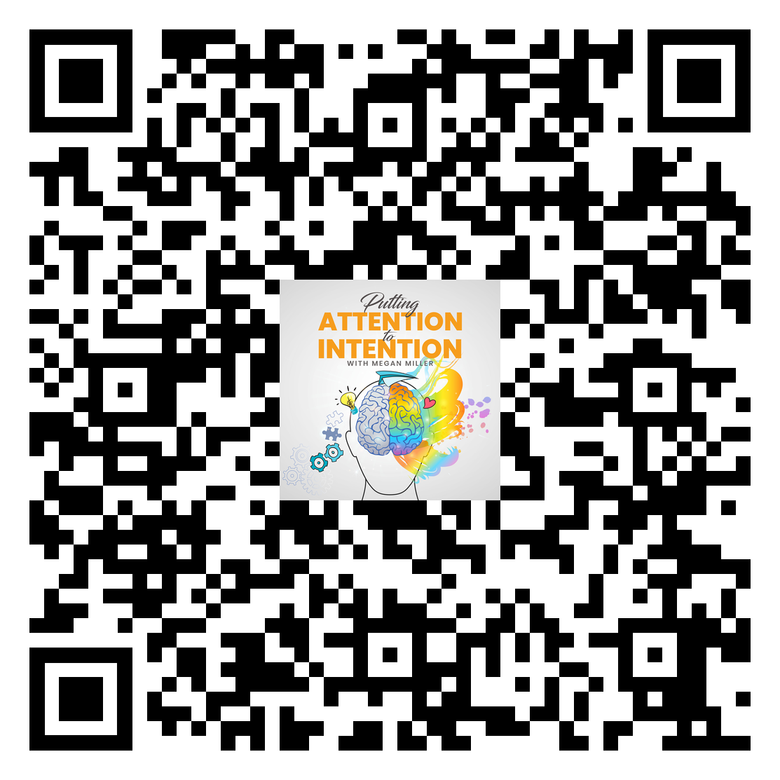 Putting
ATTENTION
to
INTENTION
WITH MEGAN MILLER